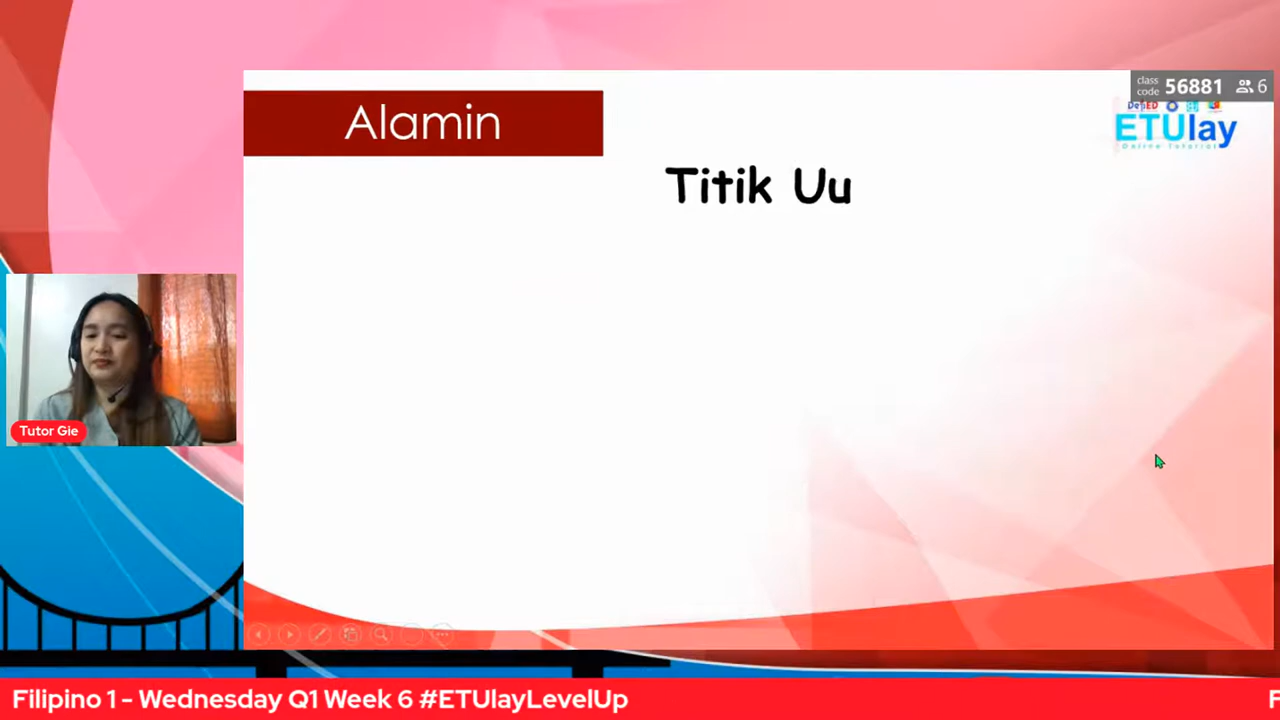 Alamin
class code 56881 6
DepED
ETUlay
Online Tutorial
Titik Uu
Tutor Gie
Filipino 1 - Wednesday Q1 Week 6 #ETUlayLevelUp
F